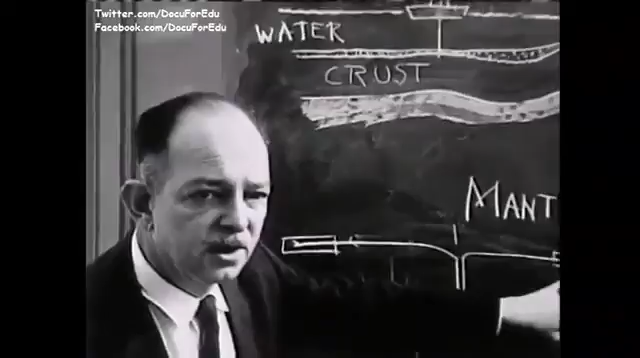 Twitter.com/DocuForEdu
Facebook.com/DocuForEdu
WATER
CRUST
MANT